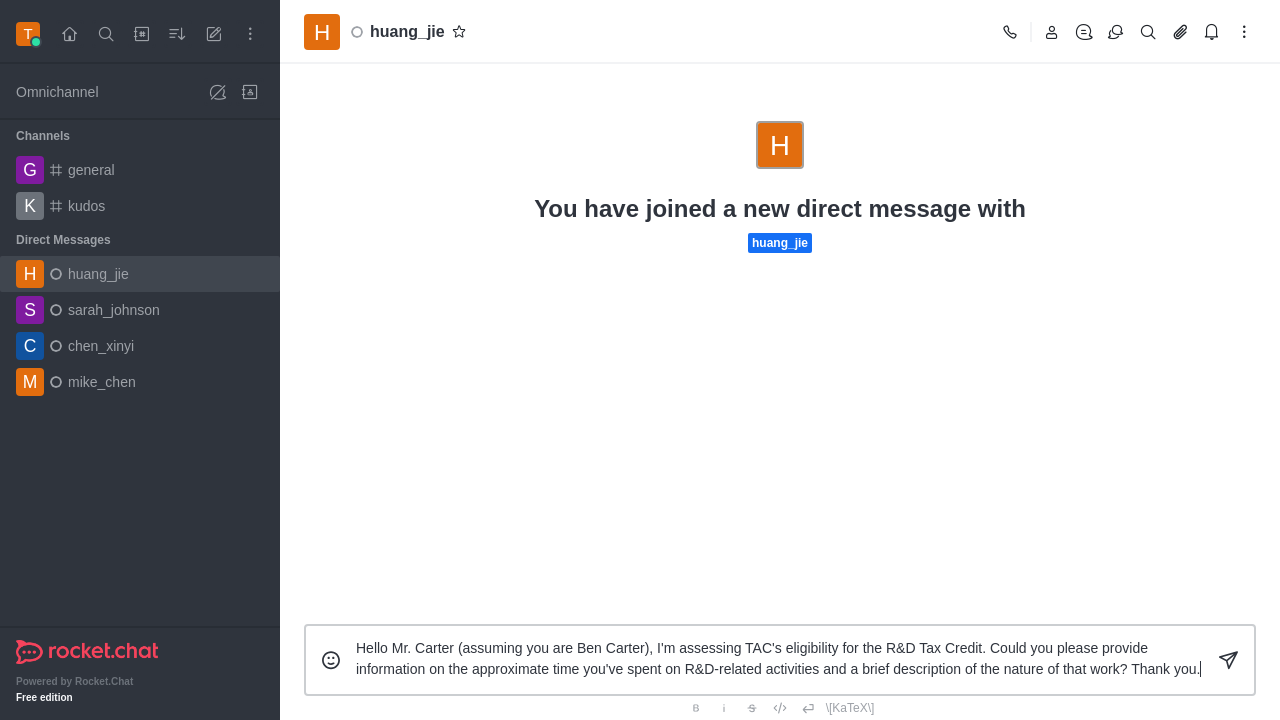 T
Omnichannel
Channels
G general
K kudos
Direct Messages
H huang_jie
S sarah_johnson
C chen_xinyi
M mike_chen
rocket.chat
Powered by Rocket.Chat
Free edition
H huang_jie
H
You have joined a new direct message with
huang_jie
Hello Mr. Carter (assuming you are Ben Carter), I'm assessing TAC's eligibility for the R&D Tax Credit. Could you please provide
information on the approximate time you've spent on R&D-related activities and a brief description of the nature of that work? Thank you.
B i S \[KaTeX\]